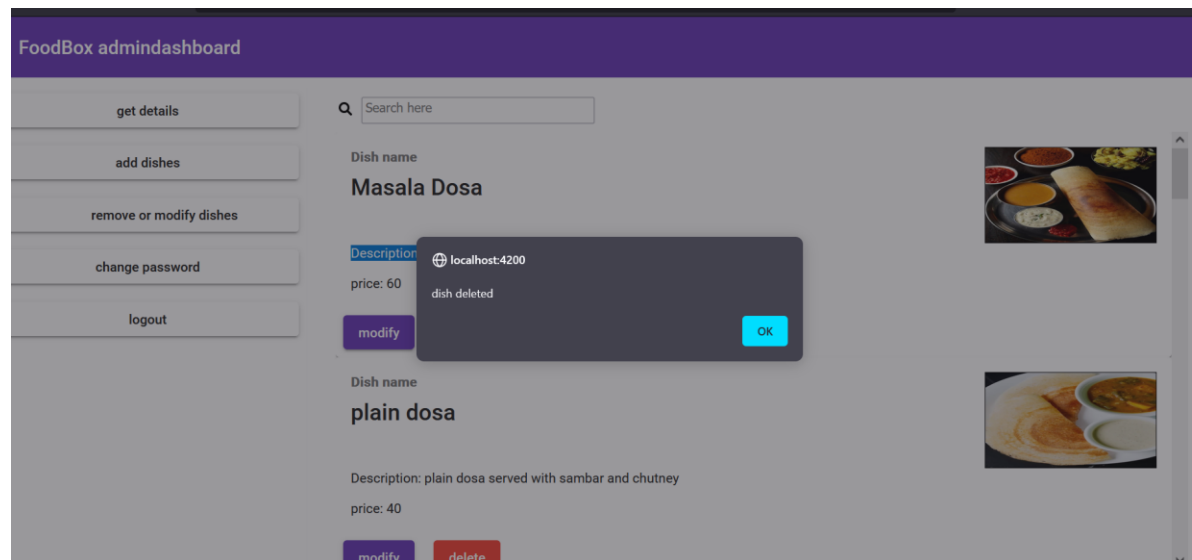 FoodBox admindashboard
get details
add dishes
remove or modify dishes
change password
logout
Search here
Dish name
Masala Dosa
Description
price: 60
modify
localhost:4200
dish deleted
OK
Dish name
plain dosa
Description: plain dosa served with sambar and chutney
price: 40
modify delete